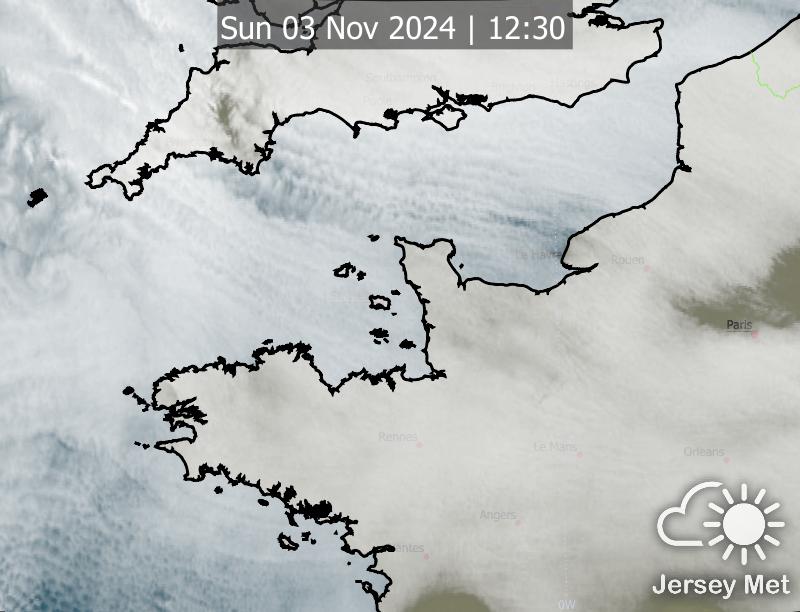 Sun 03 Nov 2024 | 12:30
Southampton
Le Havre
Rouen
Paris
Rennes
Le Mans
Orleans
Angers
Nantes
0W
Jersey Met